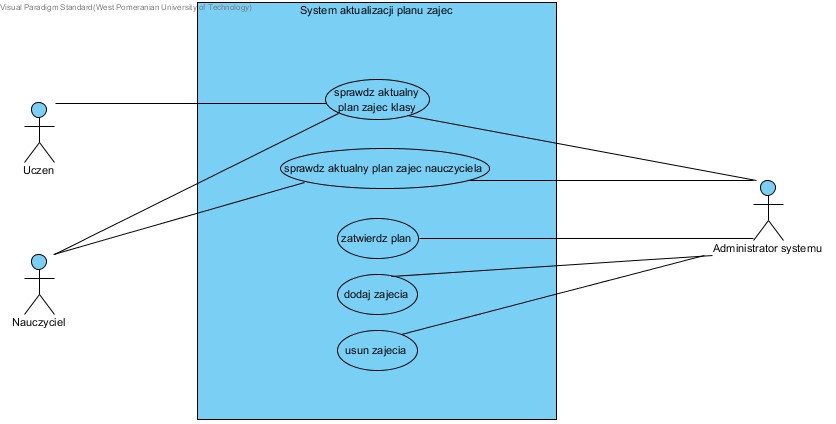 Visual Paradigm Standard(West Pomeranian University of Technology)
System aktualizacji planu zajec
sprawdz aktualny
plan zajec klasy
Uczen
sprawdz aktualny plan zajec nauczyciela
zatwierdz plan
Administrator systemu
dodaj zajecia
Nauczyciel
usun zajecia